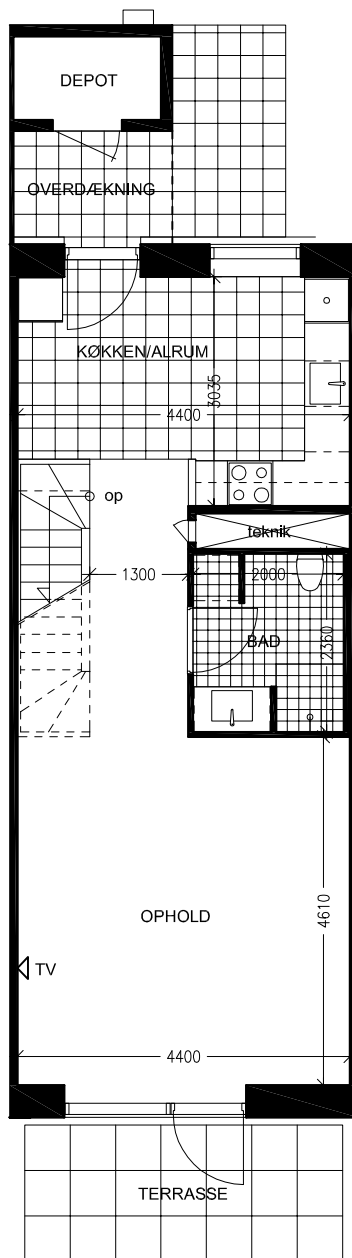 DEPOT
OVERDÆKNING
KØKKEN/ALRUM
3035
4400
op
teknik
1300
2000
BAD
2360
OPHOLD
4610
TV
4400
TERRASSE